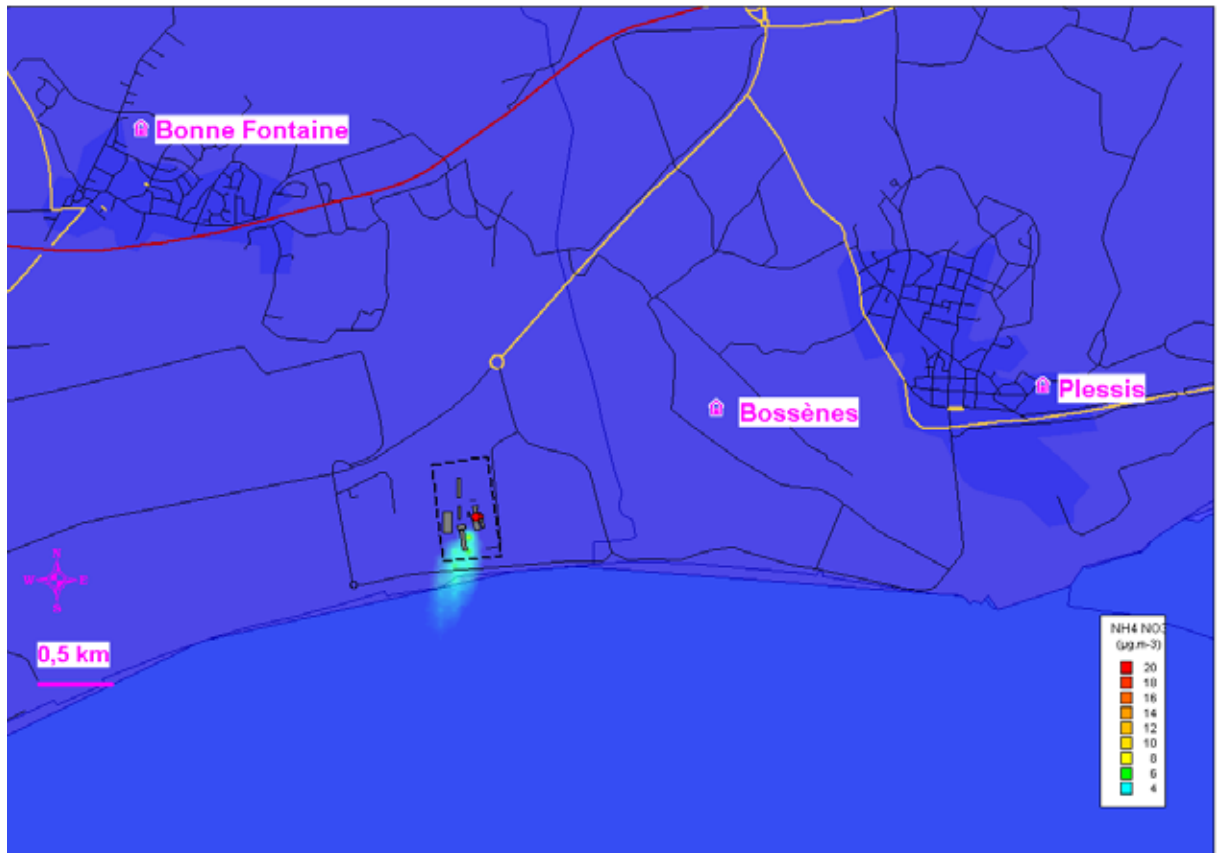 Bonne Fontaine
Plessis
Bossènes
N
W E
S
0,5 km
NH4 NO3
(µg.m-3)
20
18
16
14
12
10
8
6
4